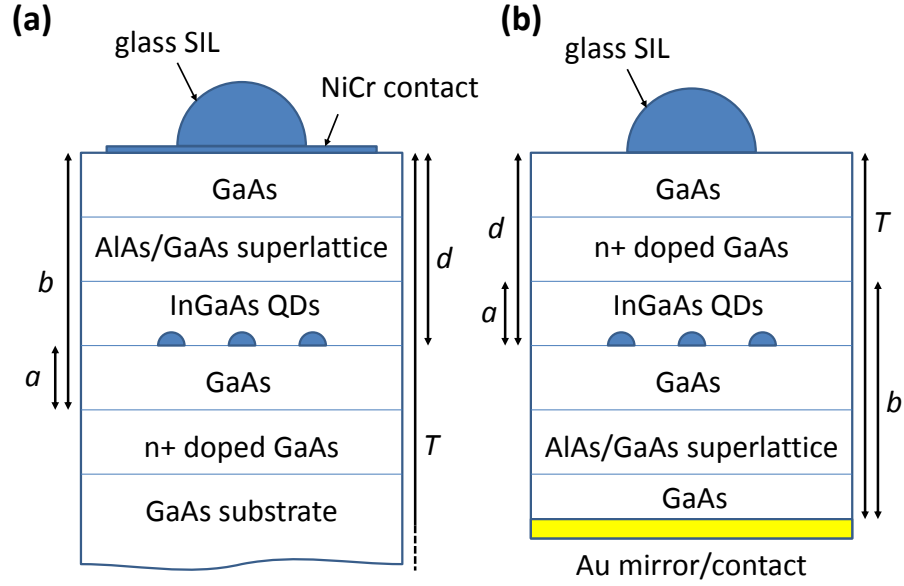 (a)
glass SIL
NiCr contact
GaAs
AlAs/GaAs superlattice
InGaAs QDs
GaAs
n+ doped GaAs
GaAs substrate
b
a
d
T
(b)
glass SIL
GaAs
n+ doped GaAs
InGaAs QDs
GaAs
AlAs/GaAs superlattice
GaAs
Au mirror/contact
d
a
T
b